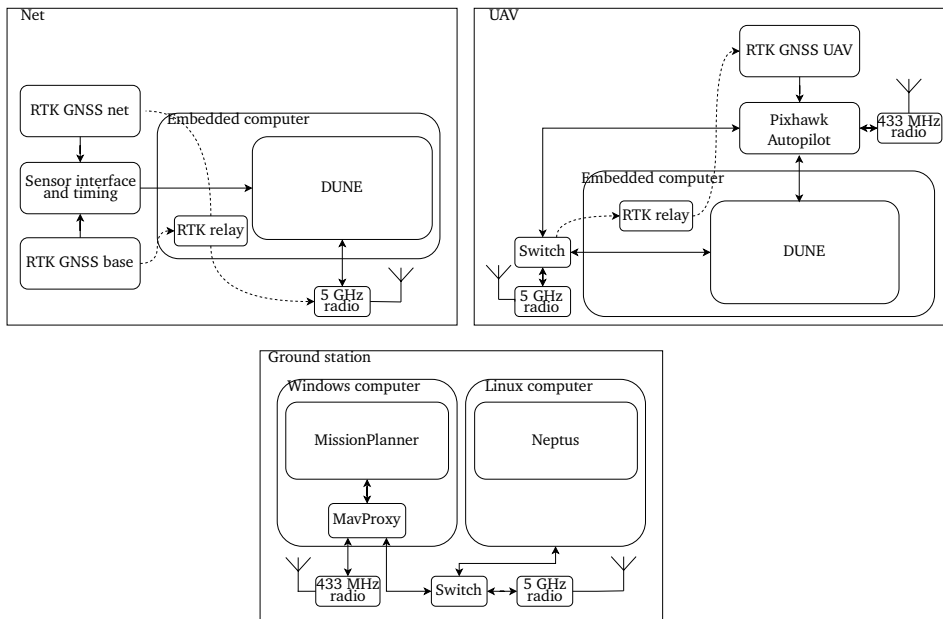 Net
RTK GNSS net
Embedded computer
DUNE
Sensor interface
and timing
RTK relay
RTK GNSS base
5 GHz
radio
UAV
RTK GNSS UAV
Pixhawk
Autopilot
433 MHz
radio
Embedded computer
RTK relay
DUNE
Switch
5 GHz
radio
Ground station
Windows computer
MissionPlanner
MavProxy
433 MHz
radio
Linux computer
Neptus
Switch
5 GHz
radio